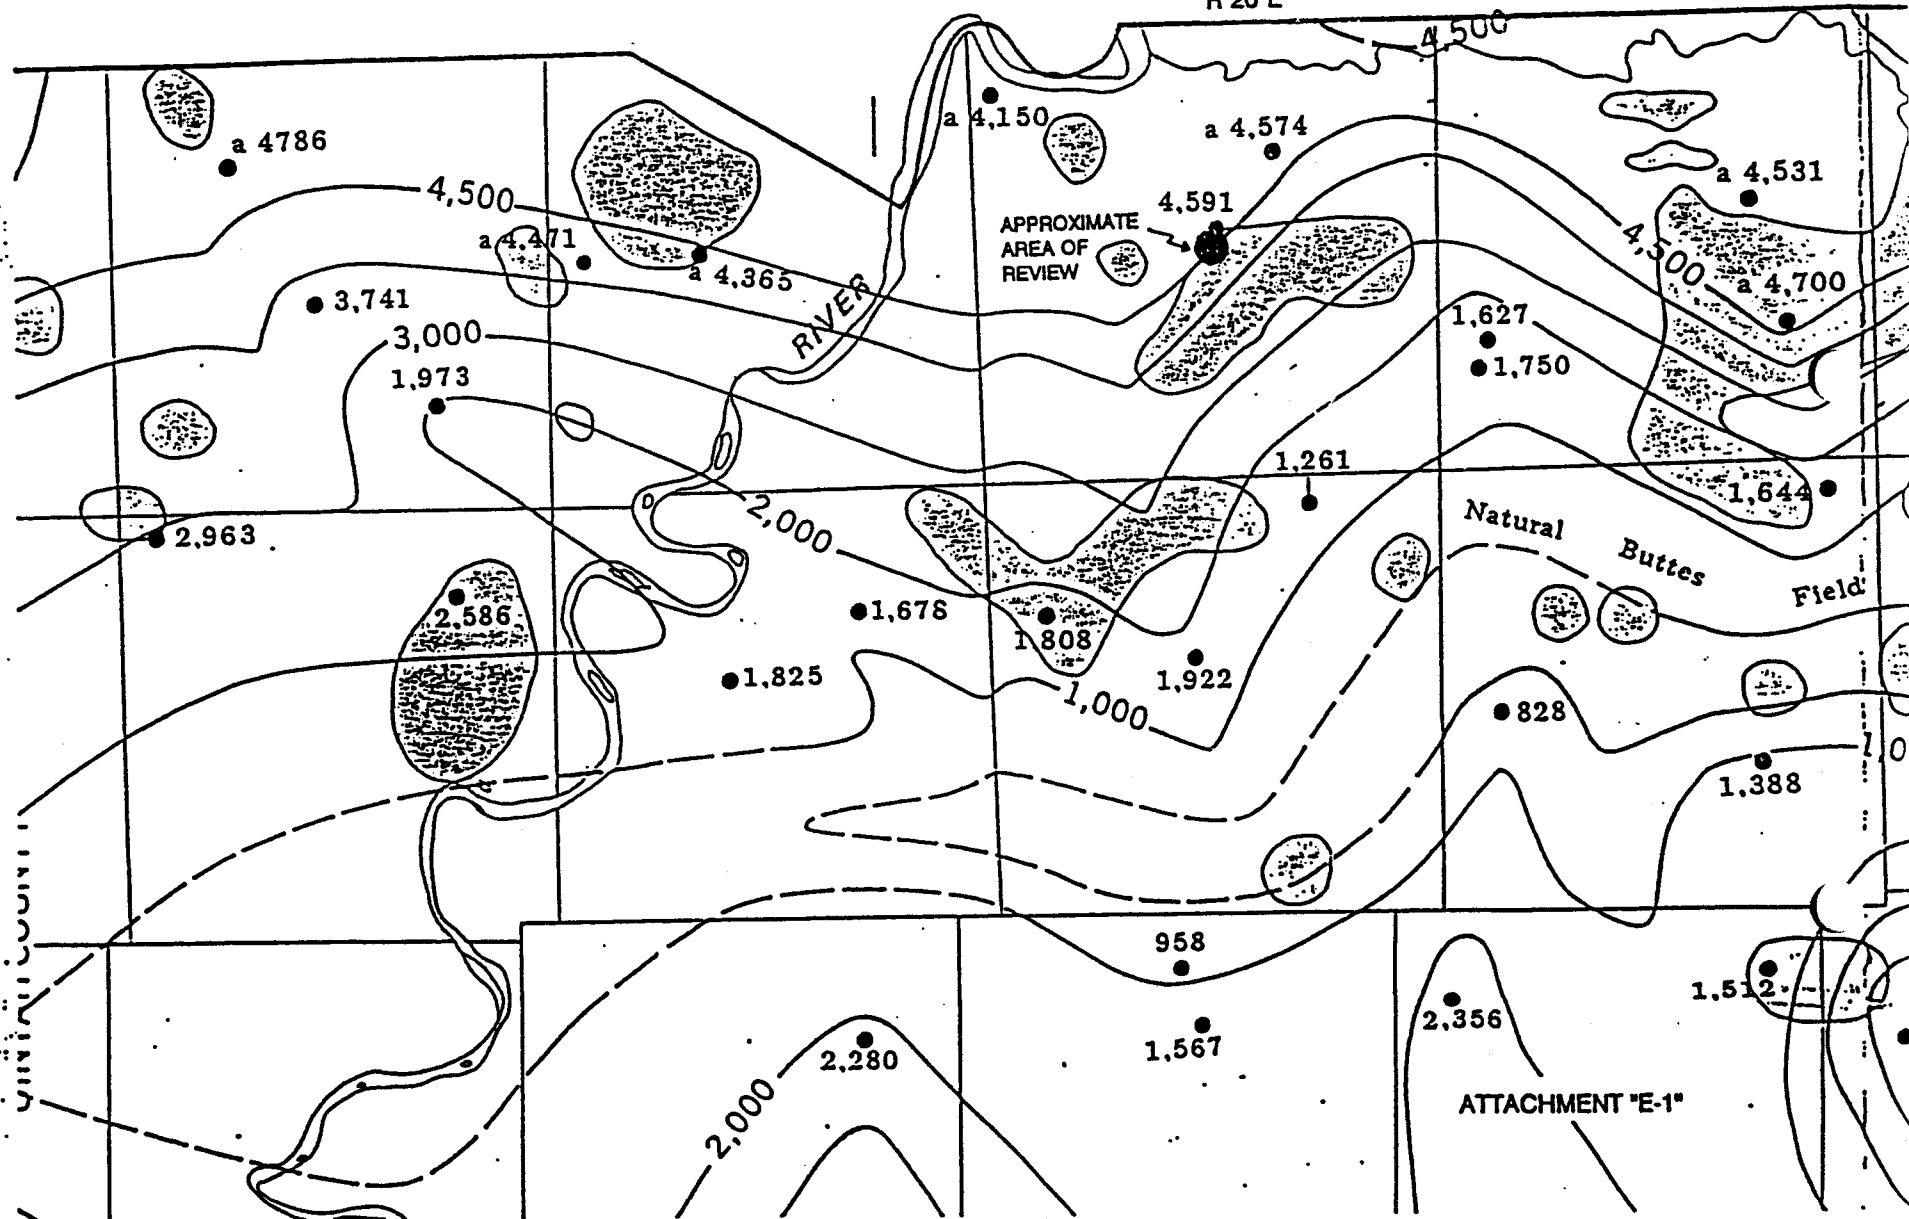 R 20 E
4,500
a 4786
a 4,150
a 4,574
a 4,531
4,500
4,591
APPROXIMATE
AREA OF
REVIEW
a 4,471
a 4,365
4,500
a 4,700
RIVER
3,741
3,000
1,627
1,750
1,973
1,261
1,644
2,000
Natural Buttes Field
2,963
2,586
1,678
1,808
1,825
1,922
1,000
828
1,388
UINTAH COUNTY
958
1,512
2,356
2,280
1,567
2,000
ATTACHMENT "E-1"